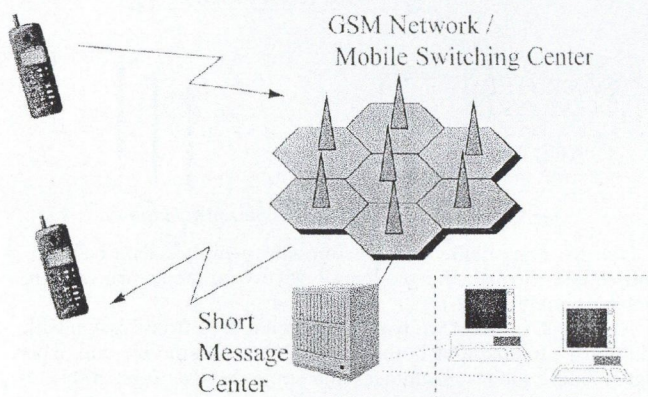 GSM Network /
Mobile Switching Center
Short
Message
Center